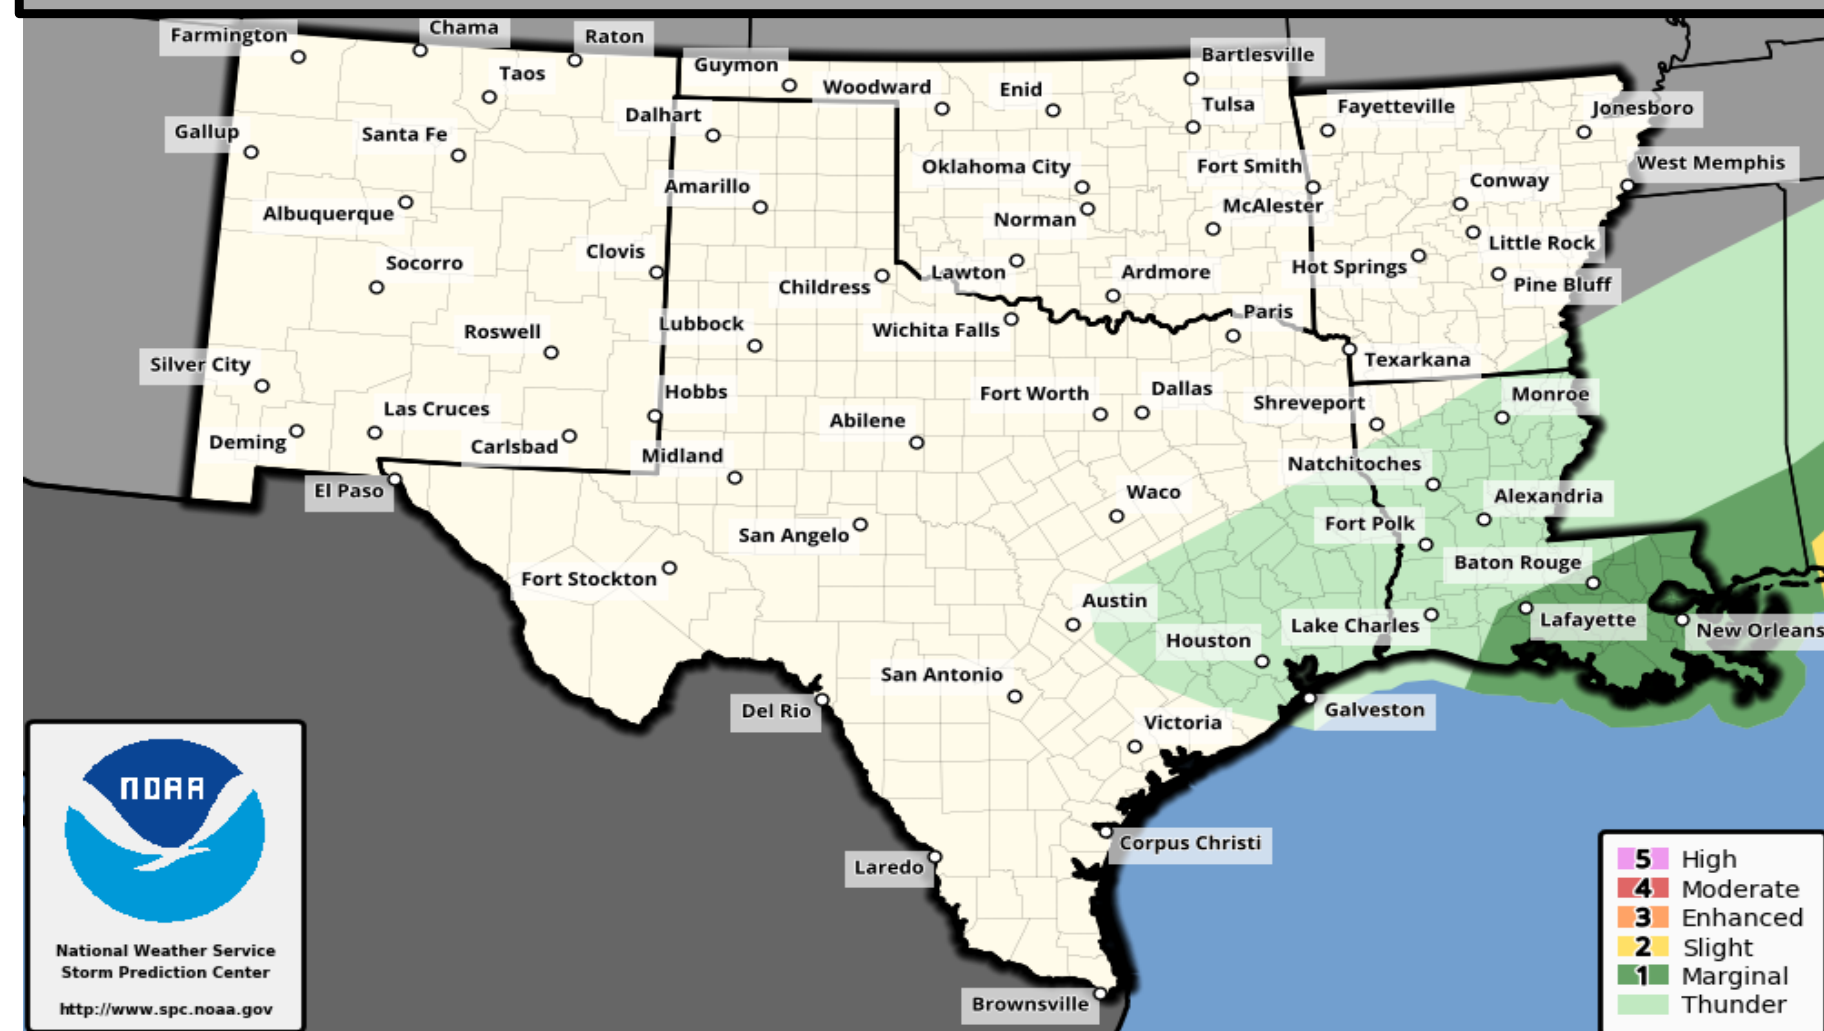 Farmington
Chama
Raton
Taos
Guymon
Woodward
Enid
Bartlesville
Dalhart
Tulsa
Fayetteville
Jonesboro
Gallup
Santa Fe
Oklahoma City
Fort Smith
Conway
West Memphis
Amarillo
Albuquerque
Norman
McAlester
Little Rock
Socorro
Clovis
Childress
Lawton
Ardmore
Hot Springs
Pine Bluff
Roswell
Lubbock
Wichita Falls
Paris
Silver City
Texarkana
Hobbs
Fort Worth
Dallas
Shreveport
Monroe
Las Cruces
Deming
Carlsbad
Midland
Abilene
Natchitoches
El Paso
Waco
Alexandria
San Angelo
Fort Polk
Fort Stockton
Baton Rouge
Austin
Houston
Lake Charles
Lafayette
New Orleans
San Antonio
Del Rio
Victoria
Galveston
Corpus Christi
Laredo
Brownsville
NOAA
National Weather Service
Storm Prediction Center
http://www.spc.noaa.gov
5 High
4 Moderate
3 Enhanced
2 Slight
1 Marginal
Thunder